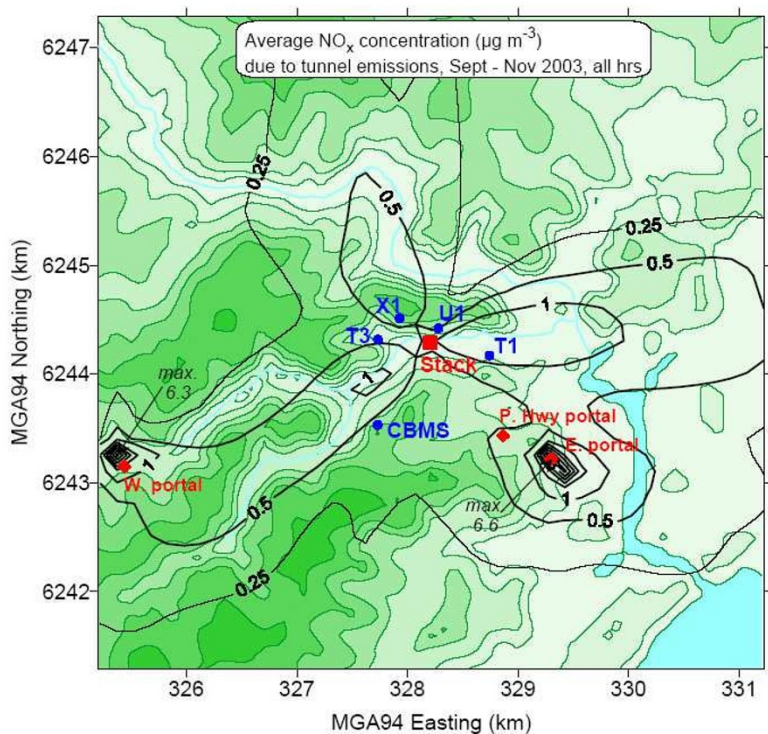 Average NOx concentration (µg m-3)
due to tunnel emissions, Sept - Nov 2003, all hrs
6247
6246
6245
6244
6243
6242
MGA94 Northing (km)
0.25
0.5
0.25
0.5
1
X1
U1
T3
T1
Stack
max.
6.3
1
CBMS
P. Hwy portal
E. portal
1
W. portal
max.
6.6
1
0.5
0.5
0.25
326
327
328
329
330
331
MGA94 Easting (km)